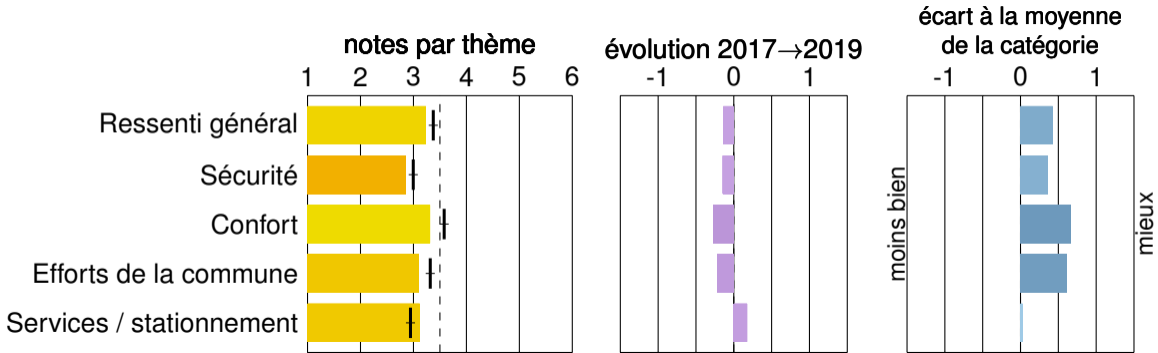 écart à la moyenne
de la catégorie
notes par thème
évolution 2017→2019
1 2 3 4 5 6
-1 0 1
-1 0 1
Ressenti général
Sécurité
Confort
Efforts de la commune
Services / stationnement
moins bien
mieux